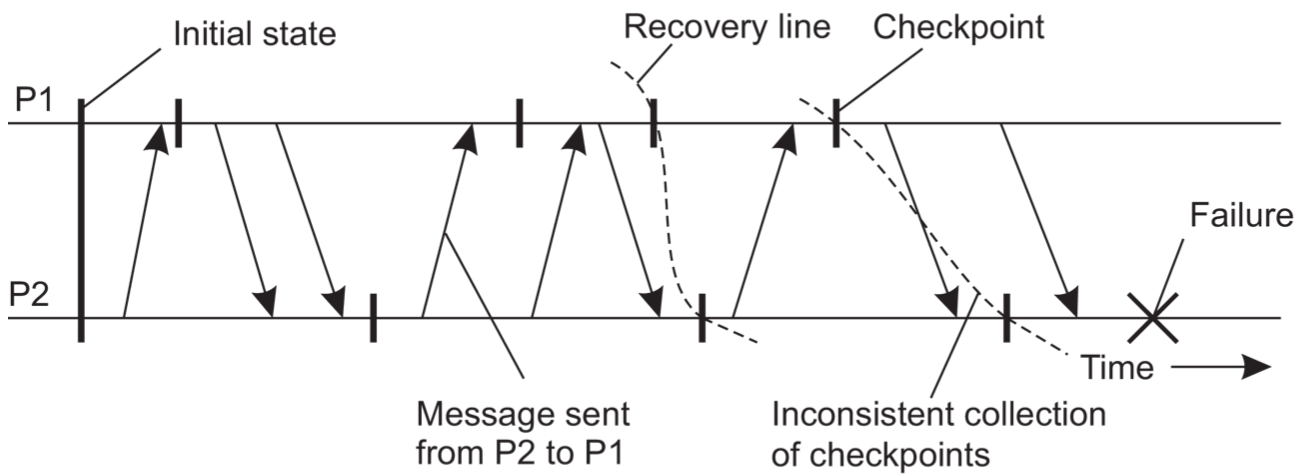 Initial state
Recovery line
Checkpoint
P1
Failure
P2
Time
Message sent
from P2 to P1
Inconsistent collection
of checkpoints